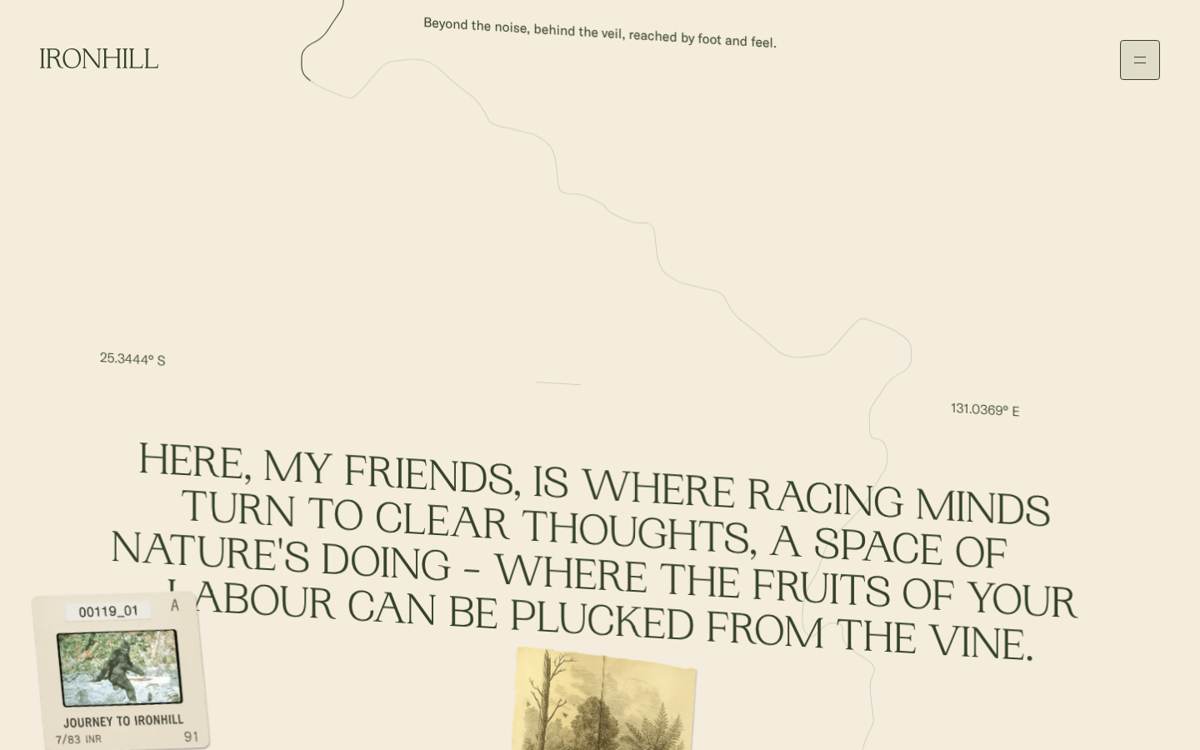 Beyond the noise, behind the veil, reached by foot and feel.
IRONHILL
25.3444° S
131.0369° E
HERE, MY FRIENDS, IS WHERE RACING MINDS
TURN TO CLEAR THOUGHTS, A SPACE OF
NATURE'S DOING – WHERE THE FRUITS OF YOUR
LABOUR CAN BE PLUCKED FROM THE VINE.
00119_01
A
JOURNEY TO IRONHILL
7/83 INR
91